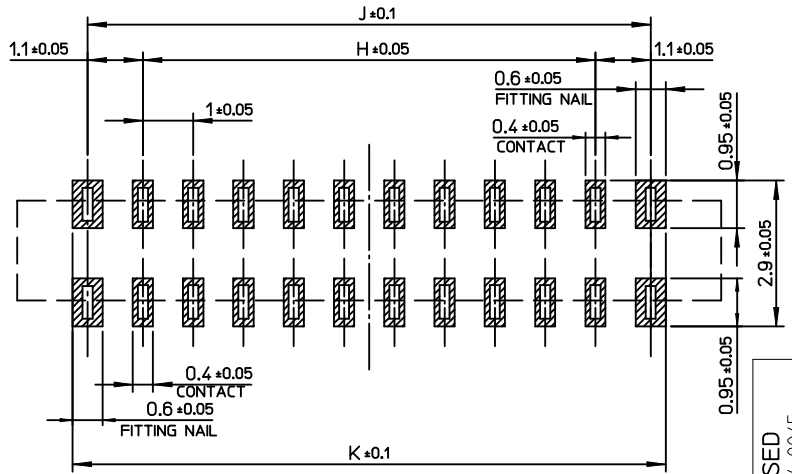 J ±0.1
1.1 ±0.05
H ±0.05
1.1 ±0.05
0.6 ±0.05
FITTING NAIL
1 ±0.05
0.4 ±0.05
CONTACT
0.95 ±0.05
2.9 ±0.05
0.4 ±0.05
CONTACT
0.6 ±0.05
FITTING NAIL
0.95 ±0.05
K ±0.1
SED